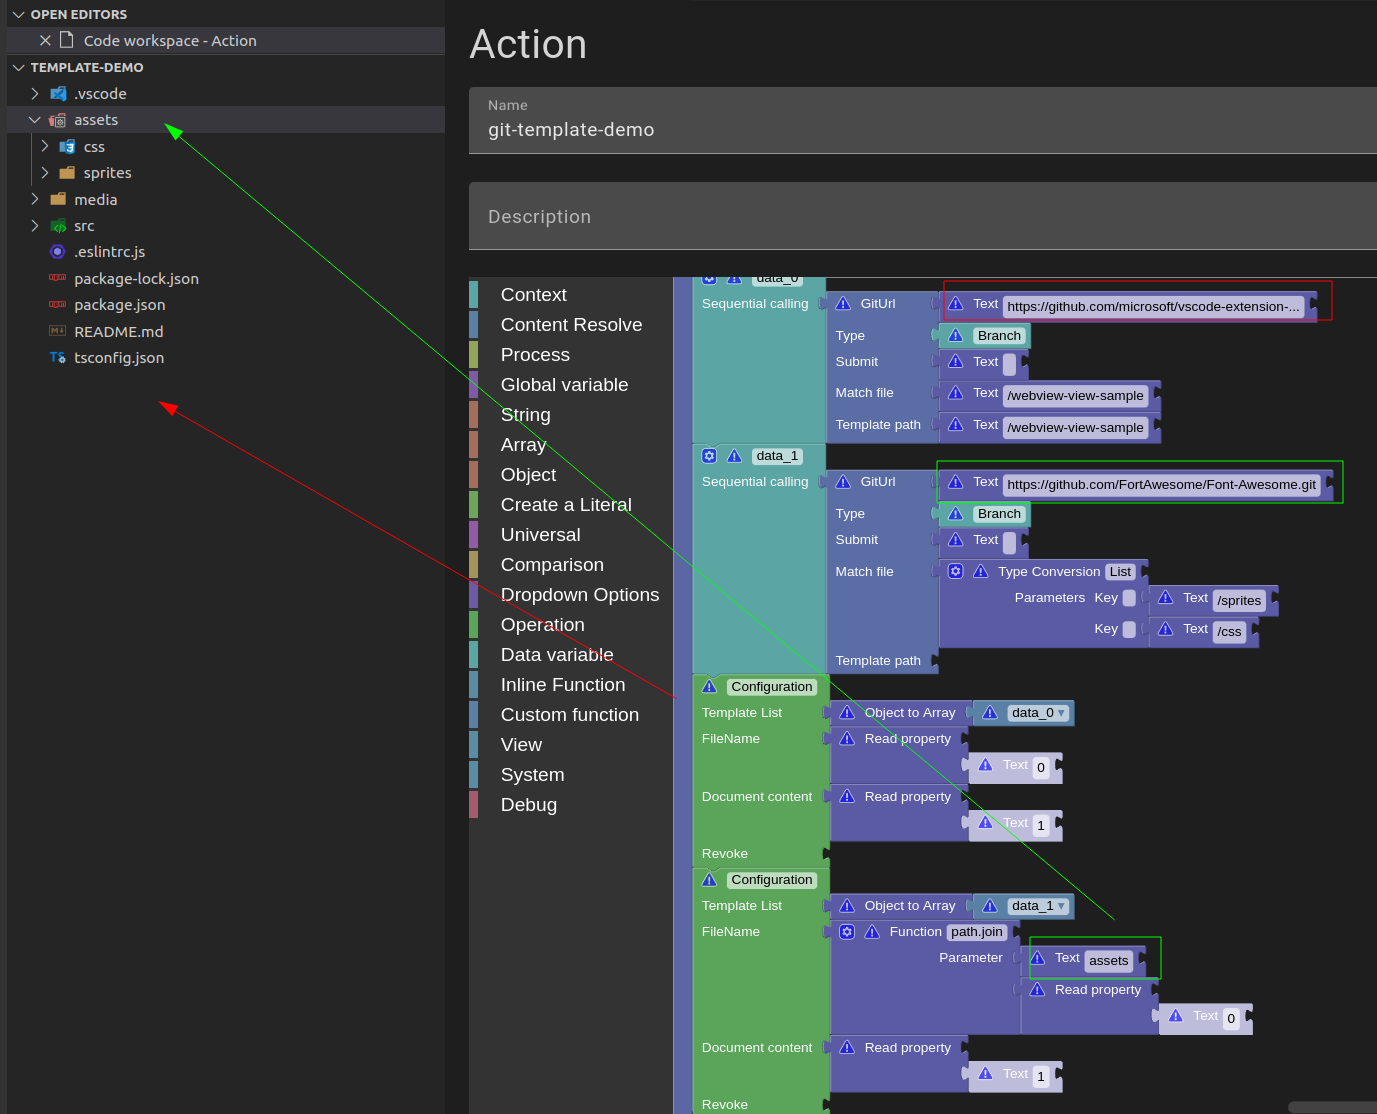 OPEN EDITORS
Code workspace - Action
TEMPLATE-DEMO
.vscode
assets
css
sprites
media
src
.eslintrc.js
package-lock.json
package.json
README.md
tsconfig.json
Action
Name
git-template-demo
Description
Context
Content Resolve
Process
Global variable
String
Array
Object
Create a Literal
Universal
Comparison
Dropdown Options
Operation
Data variable
Inline Function
Custom function
View
System
Debug
data_0
Sequential calling GitUrl Text https://github.com/microsoft/vscode-extension-...
Type Branch
Submit Text
Match file Text /webview-view-sample
Template path Text /webview-view-sample
data_1
Sequential calling GitUrl Text https://github.com/FortAwesome/Font-Awesome.git
Type Branch
Submit Text
Match file Type Conversion List
Parameters Key Text /sprites
Key Text /css
Template path
Configuration
Template List Object to Array data_0
FileName Read property
Text 0
Document content Read property
Text 1
Revoke
Configuration
Template List Object to Array data_1
FileName Function path.join
Parameter Text assets
Read property
Text 0
Document content Read property
Text 1
Revoke